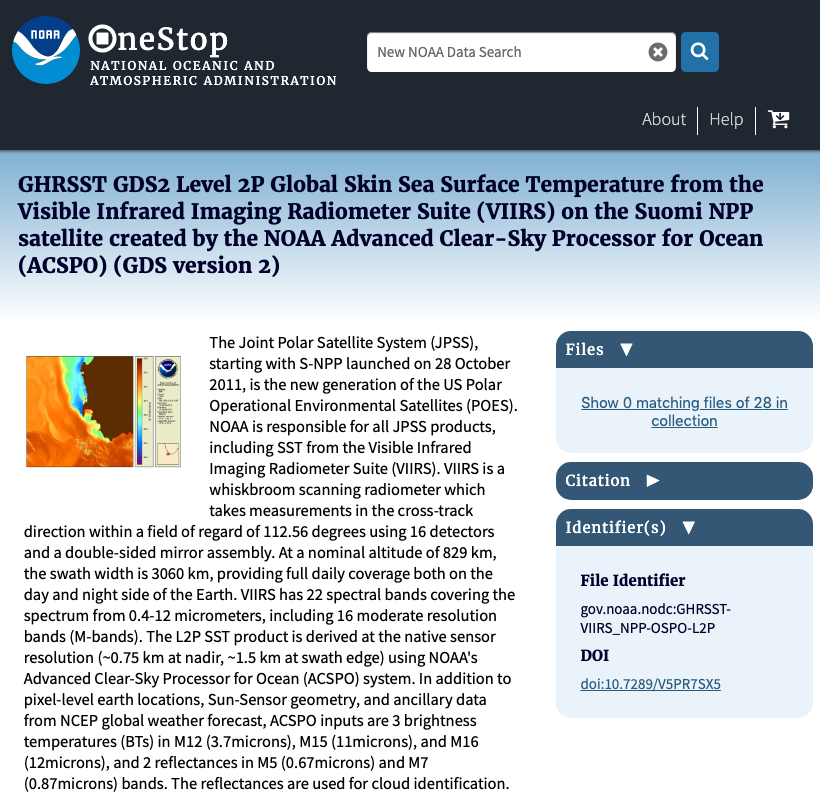 NOAA
OneStop
NATIONAL OCEANIC AND
ATMOSPHERIC ADMINISTRATION
New NOAA Data Search
About
Help
GHRSST GDS2 Level 2P Global Skin Sea Surface Temperature from the
Visible Infrared Imaging Radiometer Suite (VIIRS) on the Suomi NPP
satellite created by the NOAA Advanced Clear-Sky Processor for Ocean
(ACSPO) (GDS version 2)
The Joint Polar Satellite System (JPSS),
starting with S-NPP launched on 28 October
2011, is the new generation of the US Polar
Operational Environmental Satellites (POES).
NOAA is responsible for all JPSS products,
including SST from the Visible Infrared
Imaging Radiometer Suite (VIIRS). VIIRS is a
whiskbroom scanning radiometer which
takes measurements in the cross-track
direction within a field of regard of 112.56 degrees using 16 detectors
and a double-sided mirror assembly. At a nominal altitude of 829 km,
the swath width is 3060 km, providing full daily coverage both on the
day and night side of the Earth. VIIRS has 22 spectral bands covering the
spectrum from 0.4-12 micrometers, including 16 moderate resolution
bands (M-bands). The L2P SST product is derived at the native sensor
resolution (~0.75 km at nadir, ~1.5 km at swath edge) using NOAA's
Advanced Clear-Sky Processor for Ocean (ACSPO) system. In addition to
pixel-level earth locations, Sun-Sensor geometry, and ancillary data
from NCEP global weather forecast, ACSPO inputs are 3 brightness
temperatures (BTs) in M12 (3.7microns), M15 (11microns), and M16
(12microns), and 2 reflectances in M5 (0.67microns) and M7
(0.87microns) bands. The reflectances are used for cloud identification.
Files ▼
Show 0 matching files of 28 in
collection
Citation ▶
Identifier(s) ▼
File Identifier
gov.noaa.nodc:GHRSST-
VIIRS_NPP-OSPO-L2P
DOI
doi:10.7289/V5PR7SX5